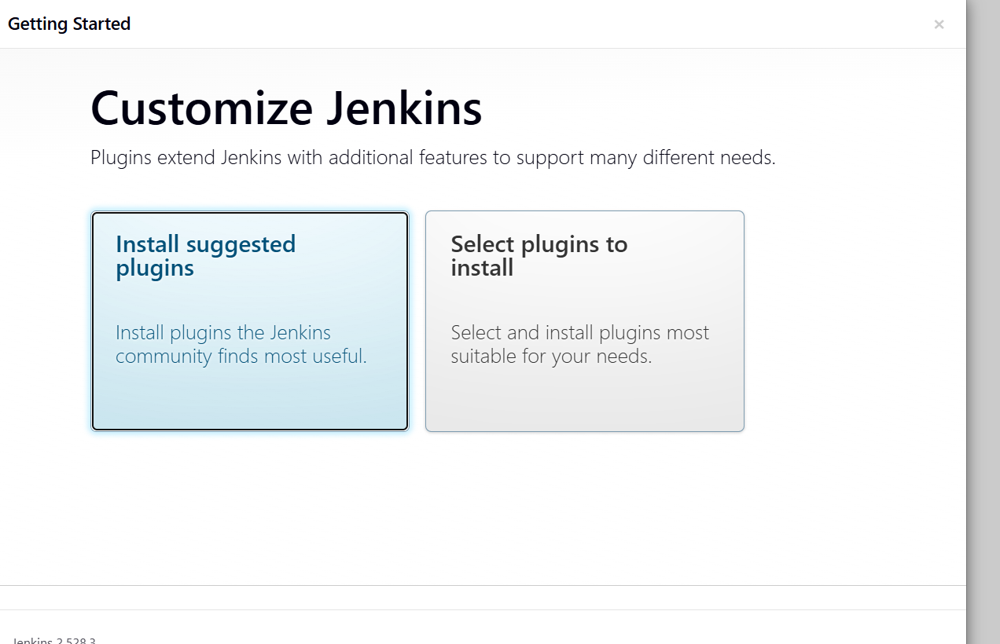 Getting Started
×
Customize Jenkins
Plugins extend Jenkins with additional features to support many different needs.
Install suggested
plugins
Install plugins the Jenkins
community finds most useful.
Select plugins to
install
Select and install plugins most
suitable for your needs.
Jenkins 2.528.3